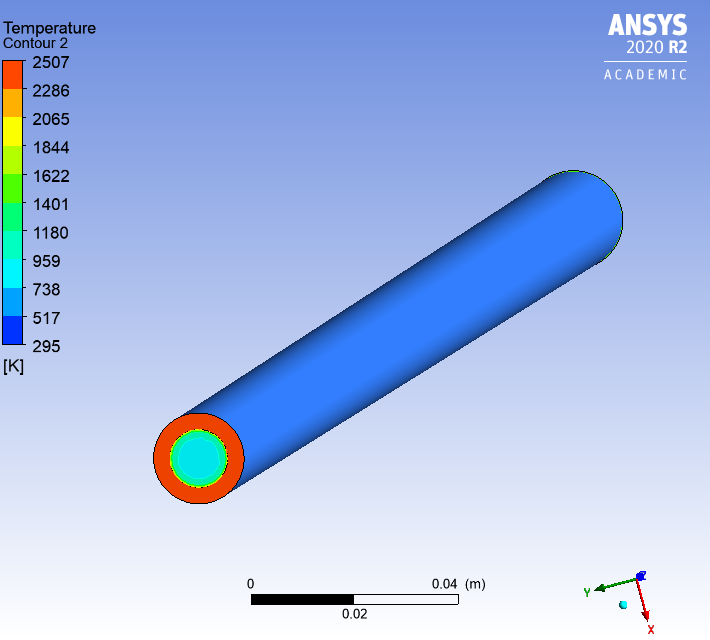 Temperature
Contour 2
2507
2286
2065
1844
1622
1401
1180
959
738
517
295
[K]
ANSYS
2020 R2
ACADEMIC
0
0.04 (m)
0.02
Y
Z
X